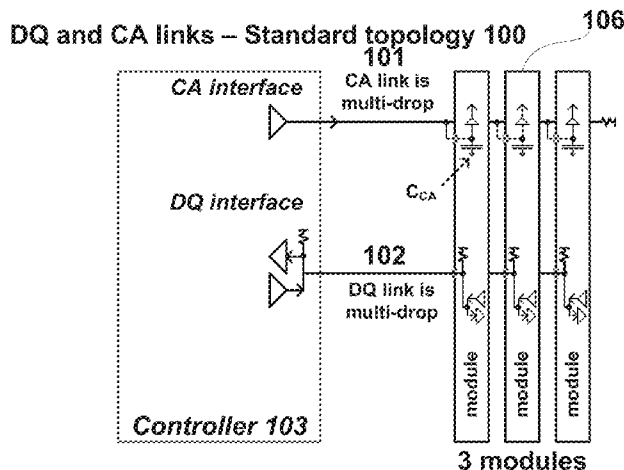 DQ and CA links – Standard topology 100
106
101
CA link is
multi-drop
CA interface
C_CA
DQ interface
102
DQ link is
multi-drop
module
module
module
Controller 103
3 modules